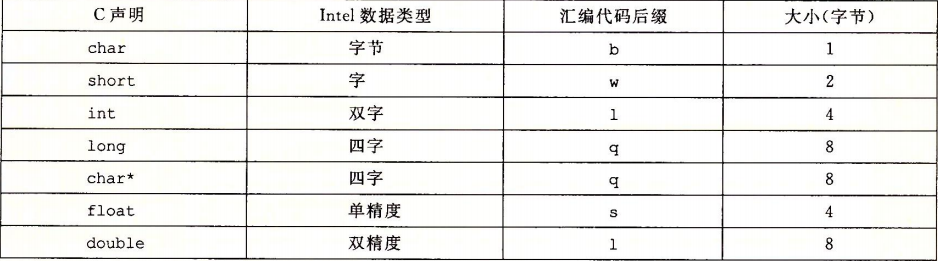 C声明 Intel 数据类型 汇编代码后缀 大小(字节)
char 字节 b 1
short 字 w 2
int 双字 l 4
long 四字 q 8
char* 四字 q 8
float 单精度 s 4
double 双精度 l 8